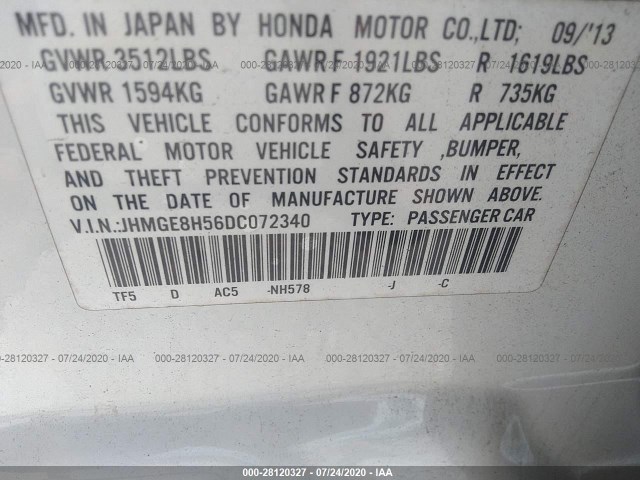 MFD. IN JAPAN BY HONDA MOTOR CO.,LTD; 09/'13
GVWR 3512LBS GAWR F 1921LBS R 1619LBS
GVWR 1594KG GAWR F 872KG R 735KG
THIS VEHICLE CONFORMS TO ALL APPLICABLE
FEDERAL MOTOR VEHICLE SAFETY ,BUMPER,
AND THEFT PREVENTION STANDARDS IN EFFECT
ON THE DATE OF MANUFACTURE SHOWN ABOVE.
V.I.N.:JHMGE8H56DC072340 TYPE: PASSENGER CAR
TF5 D AC5 -NH578 -J -C
000-28120327 - 07/24/2020 - IAA